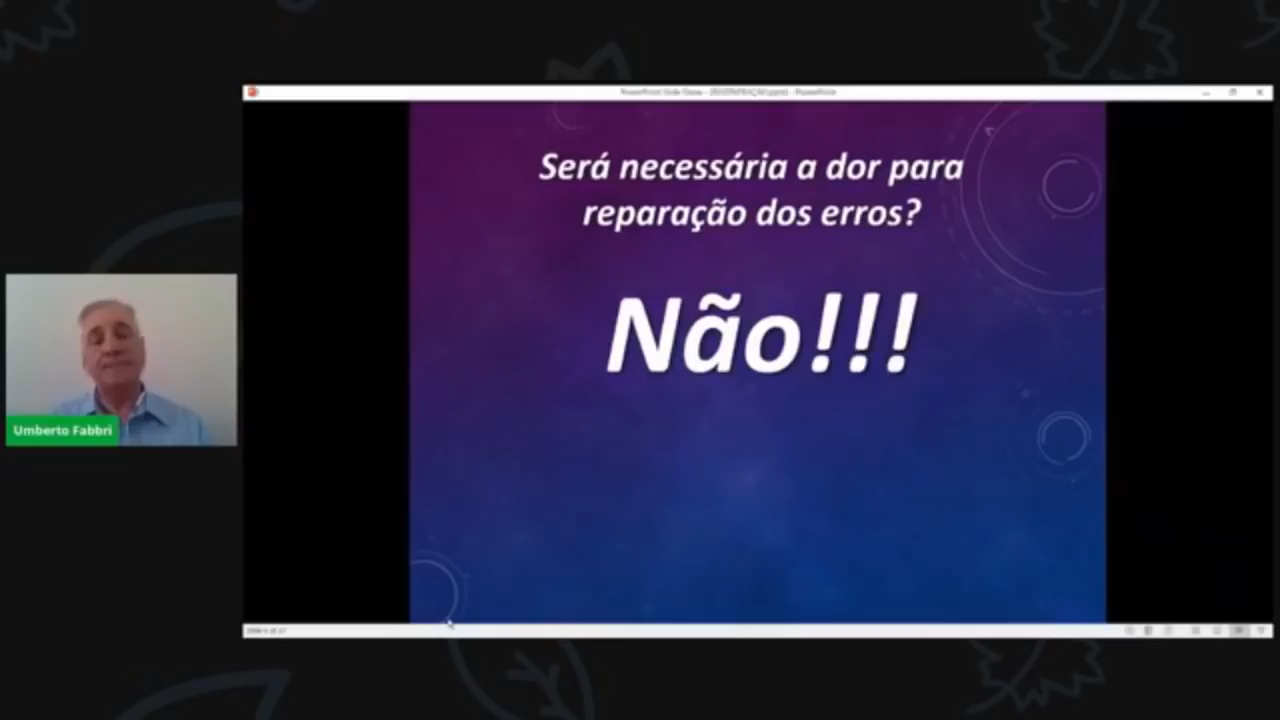 Será necessária a dor para
reparação dos erros?
Não!!!
Umberto Fabbri